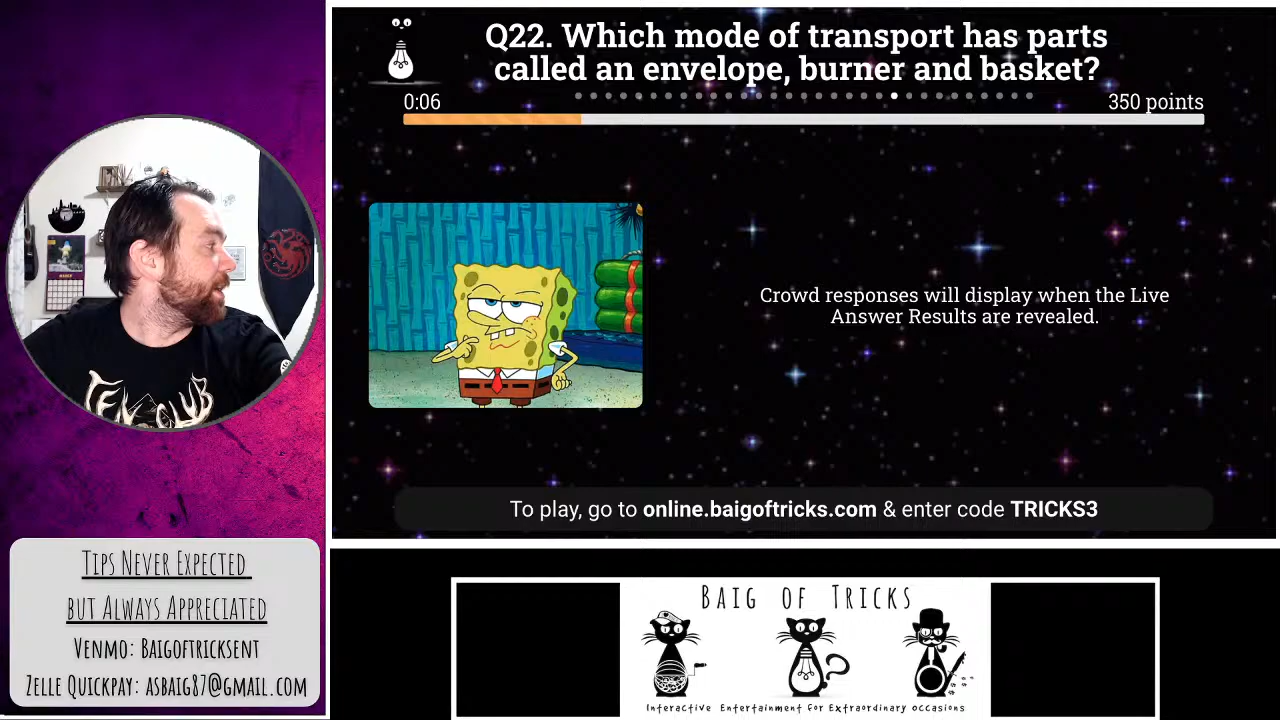 Q22. Which mode of transport has parts
called an envelope, burner and basket?
0:06
350 points
Crowd responses will display when the Live
Answer Results are revealed.
To play, go to online.baigoftricks.com & enter code TRICKS3
Tips Never Expected
but Always Appreciated
Venmo: Baigoftricksent
Zelle Quickpay: asbaig87@gmail.com
Baig of Tricks
Interactive Entertainment for Extraordinary Occasions